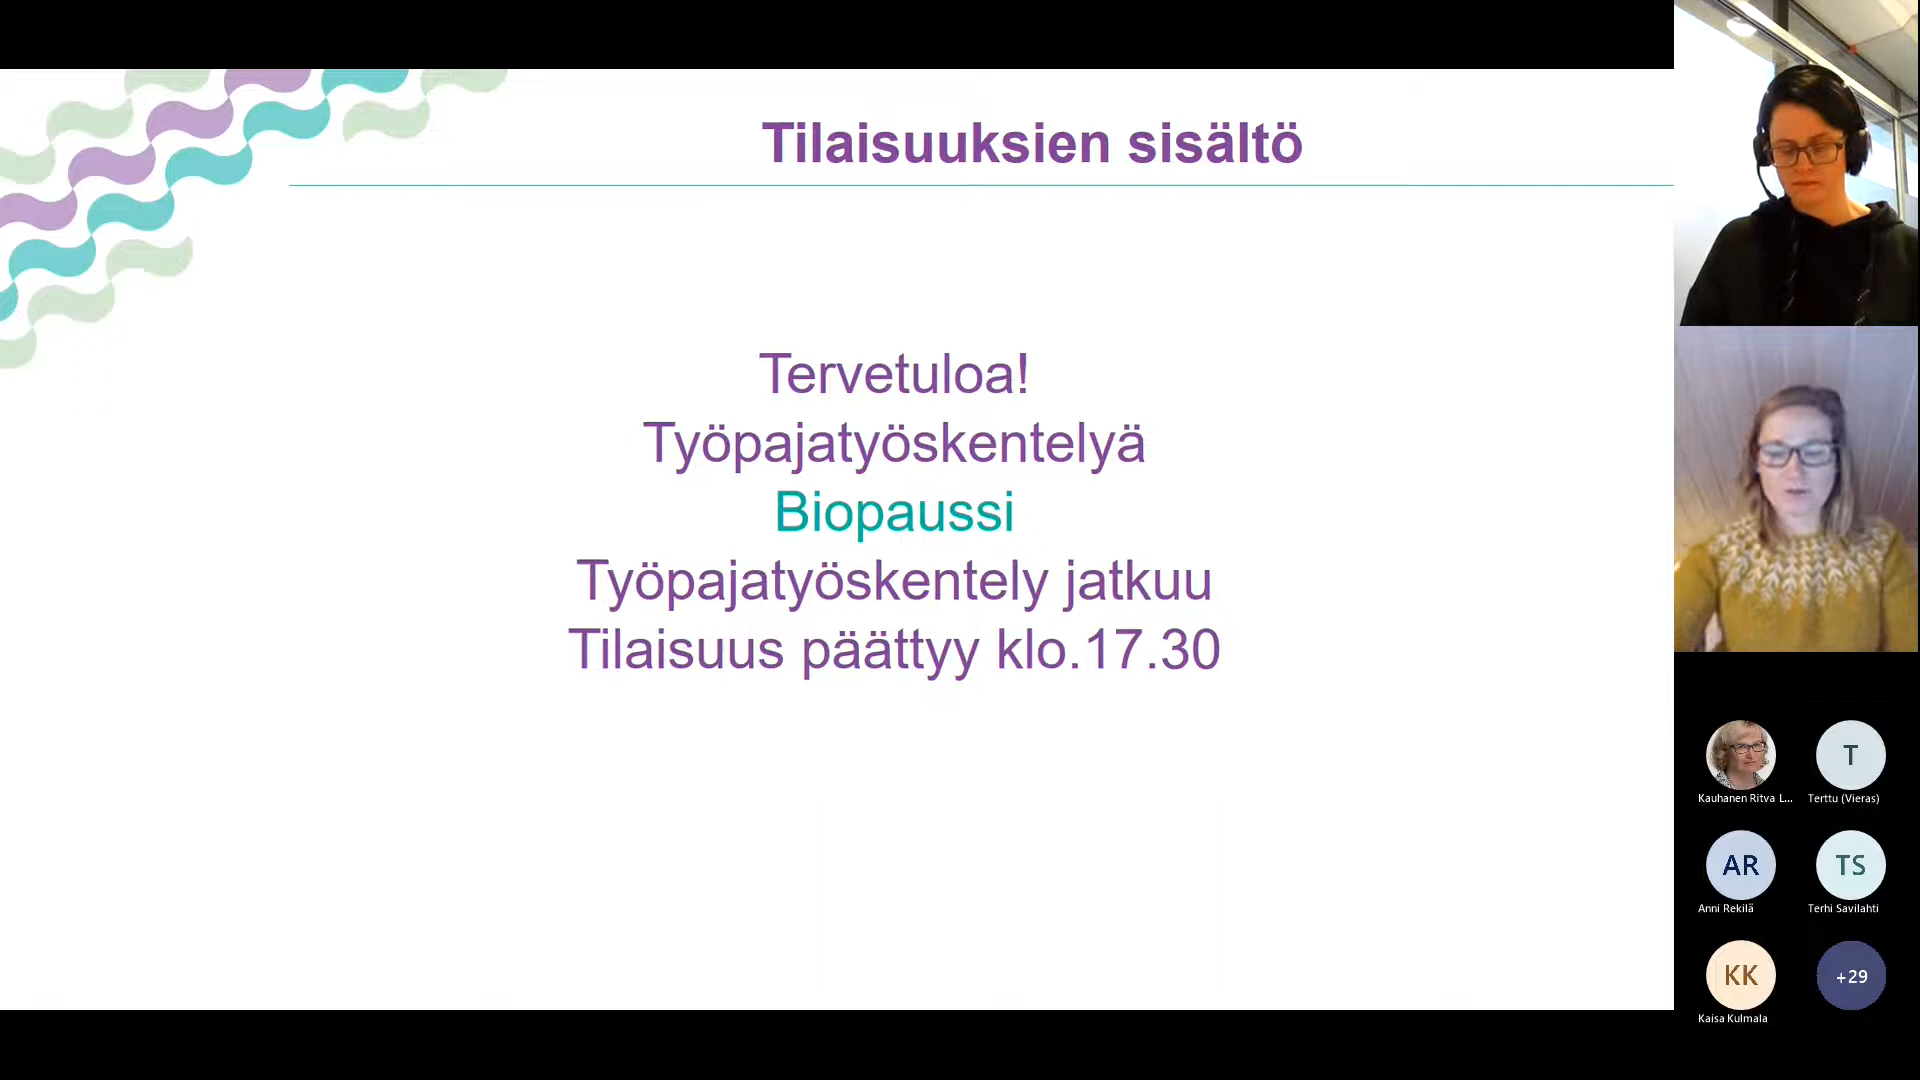 Tilaisuuksien sisältö
Tervetuloa!
Työpajatyöskentelyä
Biopaussi
Työpajatyöskentely jatkuu
Tilaisuus päättyy klo.17.30
T
Kauhanen Ritva L...
Terttu (Vieras)
AR
TS
Anni Rekilä
Terhi Savilahti
KK
+29
Kaisa Kulmala